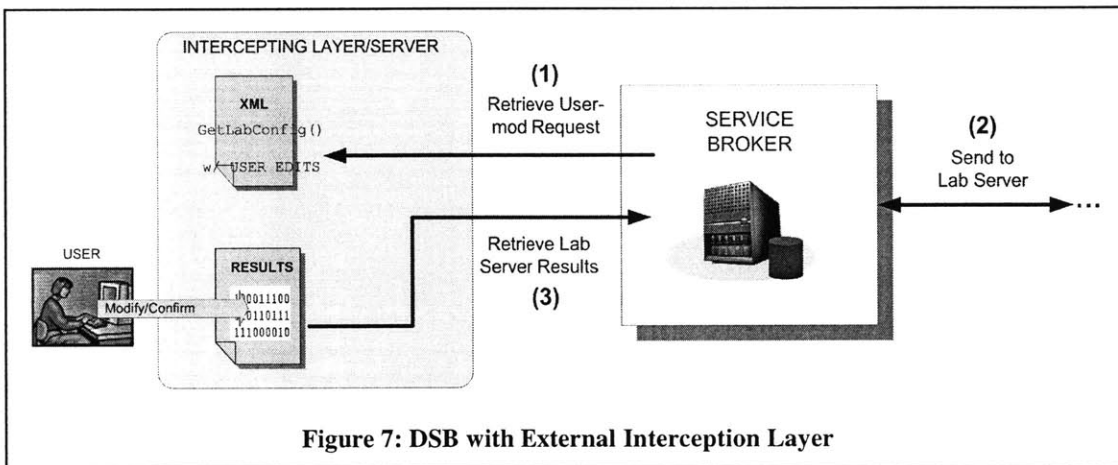 INTERCEPTING LAYER/SERVER
XML
GetLabConfig()
w/ USER EDITS
(1)
Retrieve User-
mod Request
SERVICE
BROKER
(2)
Send to
Lab Server
...
USER
Modify/Confirm
RESULTS
0011100
0110111
111000010
Retrieve Lab
Server Results
(3)
Figure 7: DSB with External Interception Layer